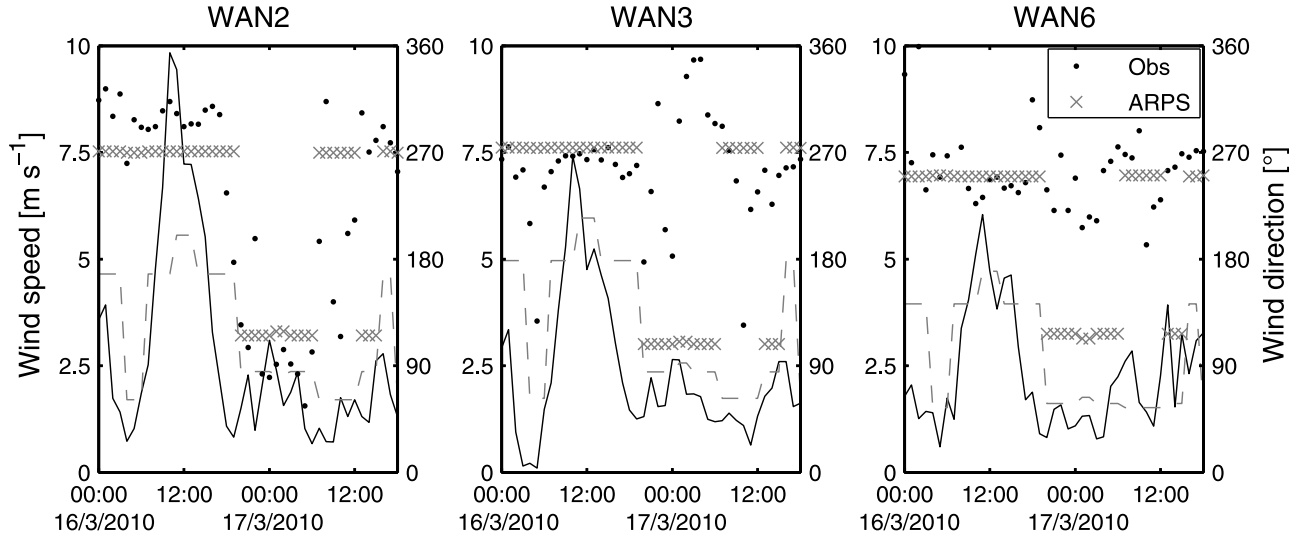 WAN2 WAN3 WAN6
10 360 10 360 10 360
Obs
ARPS
7.5 270 7.5 270 7.5 270
5 180 5 180 5 180
2.5 90 2.5 90 2.5 90
0 0 0 0 0 0
Wind speed [m s⁻¹]
Wind direction [°]
00:00 12:00 00:00 12:00 00:00 12:00 00:00 12:00 00:00 12:00 00:00 12:00
16/3/2010 17/3/2010 16/3/2010 17/3/2010 16/3/2010 17/3/2010